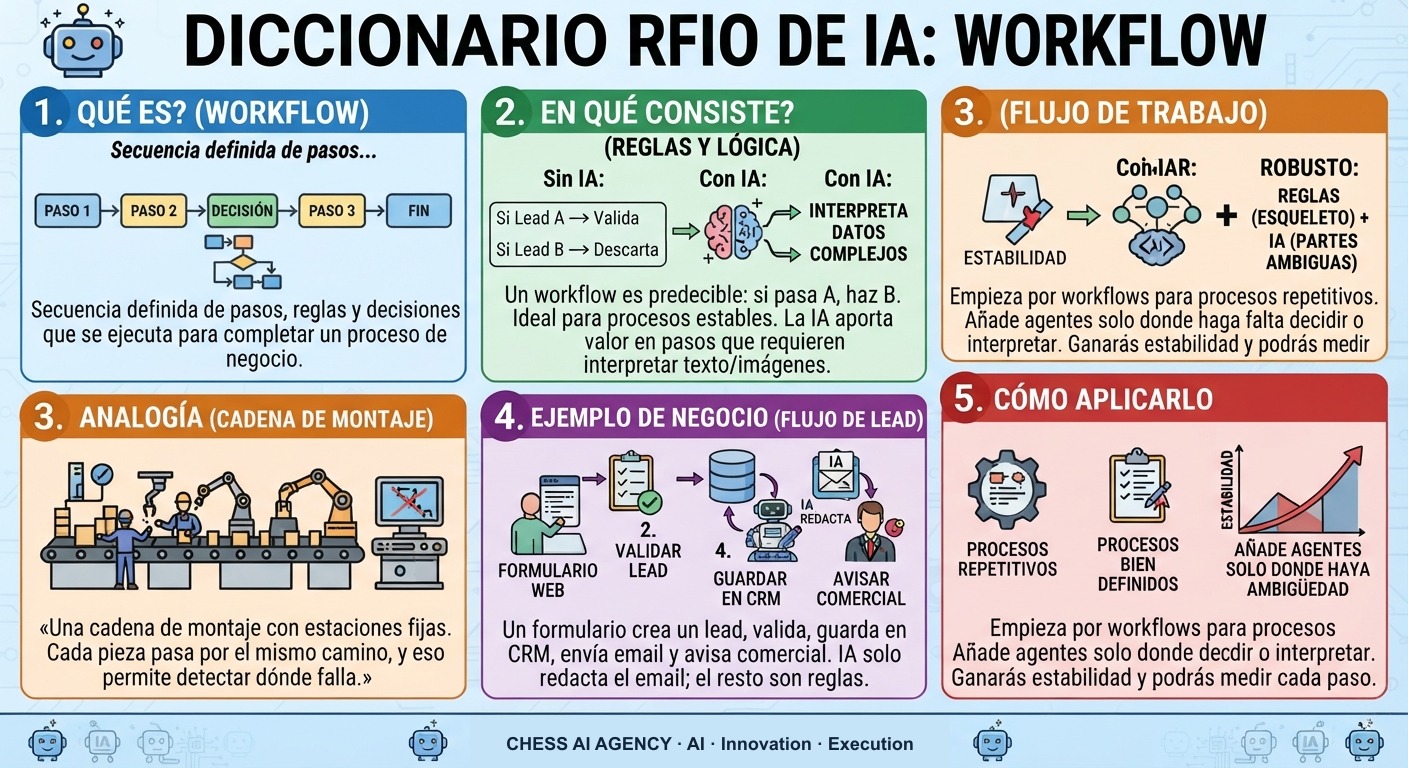 DICCIONARIO RFIO DE IA: WORKFLOW
1. QUÉ ES? (WORKFLOW)
Secuencia definida de pasos...
PASO 1
PASO 2
DECISIÓN
PASO 3
FIN
Secuencia definida de pasos, reglas y decisiones
que se ejecuta para completar un proceso de
negocio.
2. EN QUÉ CONSISTE?
(REGLAS Y LÓGICA)
Sin IA:
Con IA:
Con IA:
Si Lead A → Valida
Si Lead B → Descarta
INTERPRETA
DATOS
COMPLEJOS
Un workflow es predecible: si pasa A, haz B.
Ideal para procesos estables. La IA aporta
valor en pasos que requieren
interpretar texto/imágenes.
3. (FLUJO DE TRABAJO)
ESTABILIDAD
+
ROBUSTO:
REGLAS
(ESQUELETO) +
IA (PARTES
AMBIGUAS)
Empieza por workflows para procesos repetitivos.
Añade agentes solo donde haga falta decidir o
interpretar. Ganarás estabilidad y podrás medir
3. ANALOGÍA (CADENA DE MONTAJE)
«Una cadena de montaje con estaciones fijas.
Cada pieza pasa por el mismo camino, y eso
permite detectar dónde falla.»
4. EJEMPLO DE NEGOCIO (FLUJO DE LEAD)
FORMULARIO
WEB
2.
VALIDAR
LEAD
4.
GUARDAR
EN CRM
IA
IA
REDACTA
AVISAR
COMERCIAL
Un formulario crea un lead, valida, guarda en
CRM, envía email y avisa comercial. IA solo
redacta el email; el resto son reglas.
5. CÓMO APLICARLO
PROCESOS
REPETITIVOS
PROCESOS
BIEN
DEFINIDOS
ESTABILIDAD
AÑADE AGENTES
SOLO DONDE HAYA
AMBIGÜEDAD
Empieza por workflows para procesos
Añade agentes solo donde decdir o interpretar.
Ganarás estabilidad y podrás medir cada paso.
IA
CHESS AI AGENCY · AI · Innovation · Execution
IA